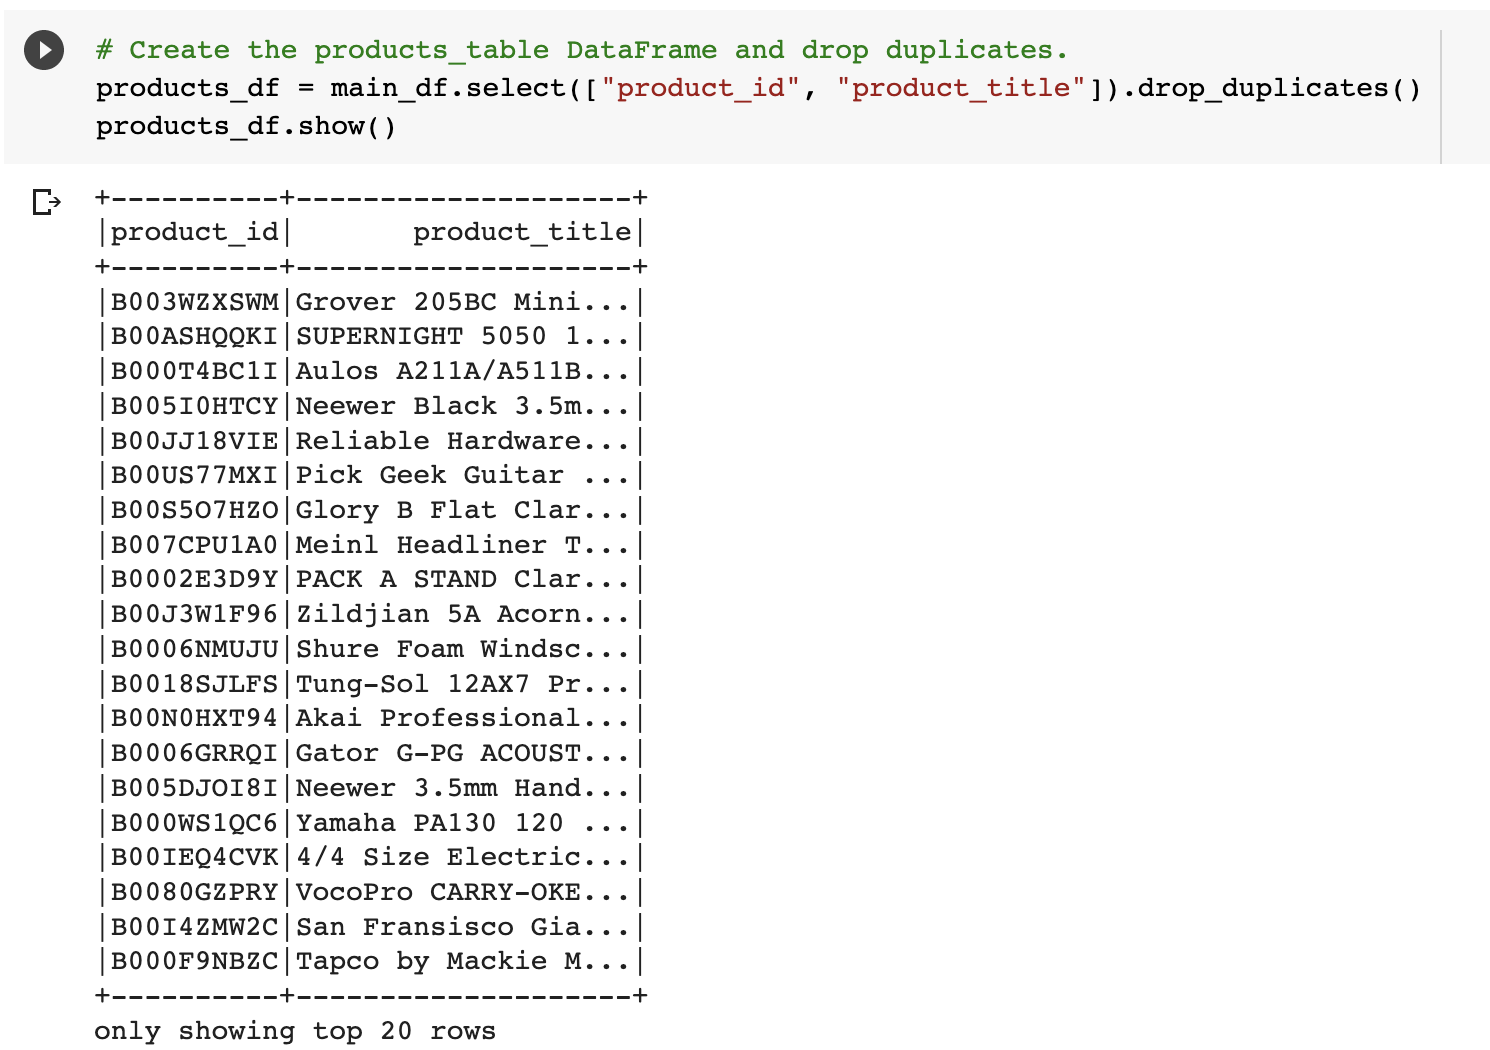 # Create the products_table DataFrame and drop duplicates.
products_df = main_df.select(["product_id", "product_title"]).drop_duplicates()
products_df.show()
+----------+--------------------+
|product_id|       product_title|
+----------+--------------------+
|B003WZXSWM|Grover 205BC Mini...|
|B00ASHQQKI|SUPERNIGHT 5050 1...|
|B000T4BC1I|Aulos A211A/A511B...|
|B005I0HTCY|Neewer Black 3.5m...|
|B00JJ18VIE|Reliable Hardware...|
|B00US77MXI|Pick Geek Guitar ...|
|B00S5O7HZO|Glory B Flat Clar...|
|B007CPU1A0|Meinl Headliner T...|
|B0002E3D9Y|PACK A STAND Clar...|
|B00J3W1F96|Zildjian 5A Acorn...|
|B0006NMUJU|Shure Foam Windsc...|
|B0018SJLFS|Tung-Sol 12AX7 Pr...|
|B00N0HXT94|Akai Professional...|
|B0006GRRQI|Gator G-PG ACOUST...|
|B005DJOI8I|Neewer 3.5mm Hand...|
|B000WS1QC6|Yamaha PA130 120 ...|
|B00IEQ4CVK|4/4 Size Electric...|
|B0080GZPRY|VocoPro CARRY-OKE...|
|B00I4ZMW2C|San Fransisco Gia...|
|B000F9NBZC|Tapco by Mackie M...|
+----------+--------------------+
only showing top 20 rows